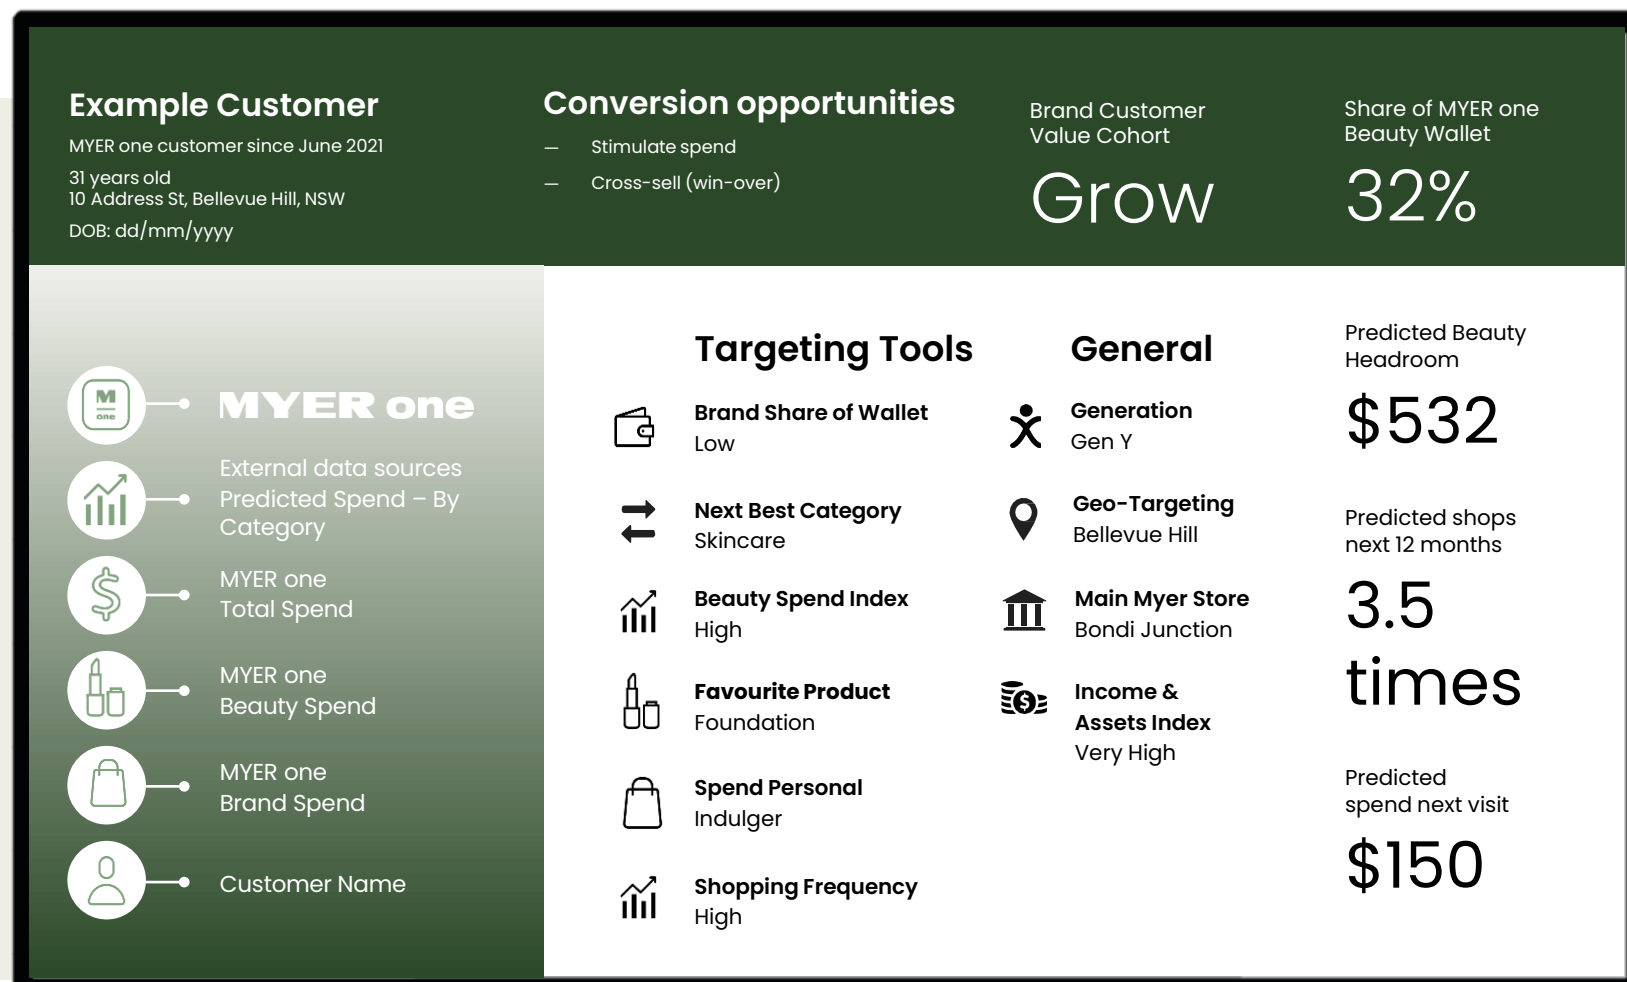 Example Customer
MYER one customer since June 2021
31 years old
10 Address St, Bellevue Hill, NSW
DOB: dd/mm/yyyy
Conversion opportunities
— Stimulate spend
— Cross-sell (win-over)
Brand Customer
Value Cohort
Grow
Share of MYER one
Beauty Wallet
32%
M
one
MYER one
External data sources
Predicted Spend – By
Category
$
MYER one
Total Spend
MYER one
Beauty Spend
MYER one
Brand Spend
Customer Name
Targeting Tools
Brand Share of Wallet
Low
Next Best Category
Skincare
Beauty Spend Index
High
Favourite Product
Foundation
Spend Personal
Indulger
Shopping Frequency
High
General
Generation
Gen Y
Geo-Targeting
Bellevue Hill
Main Myer Store
Bondi Junction
$
Income &
Assets Index
Very High
Predicted Beauty
Headroom
$532
Predicted shops
next 12 months
3.5
times
Predicted
spend next visit
$150